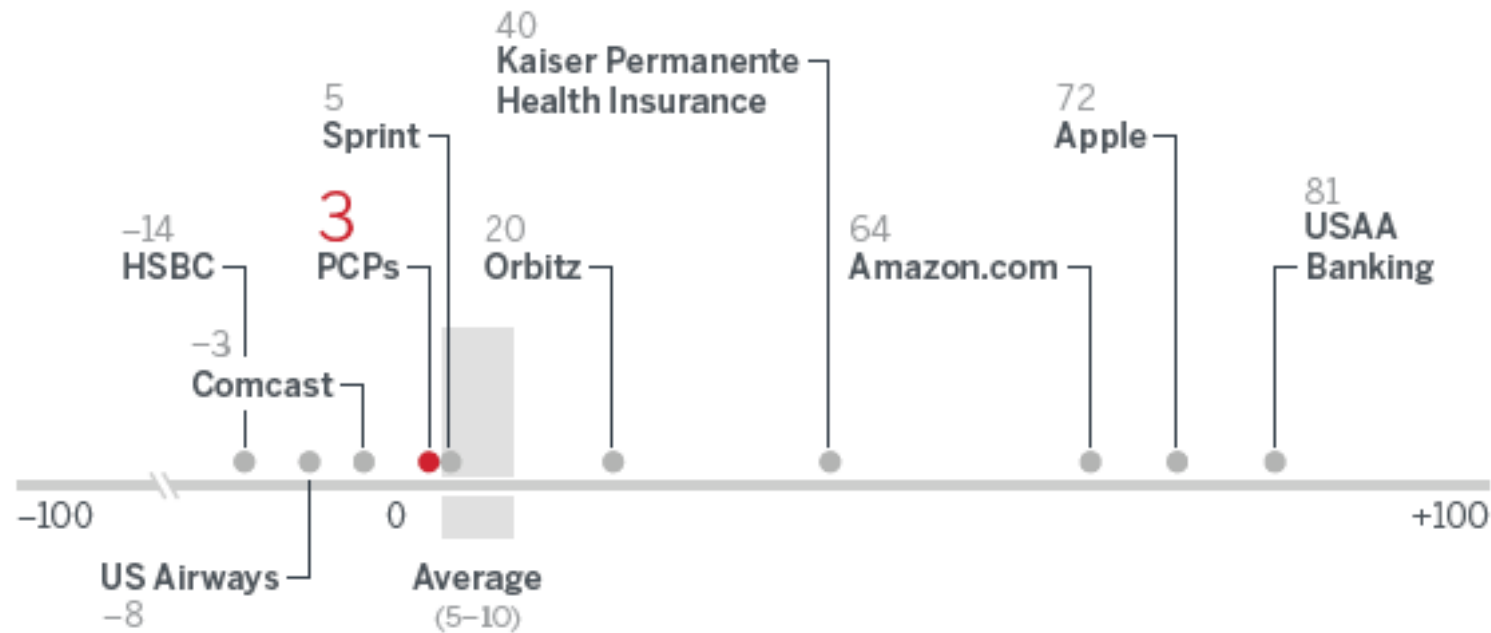 40
Kaiser Permanente
Health Insurance
5
Sprint
72
Apple
81
USAA
Banking
3
PCPs
–14
HSBC
20
Orbitz
64
Amazon.com
–3
Comcast
–100
0
+100
US Airways
–8
Average
(5–10)